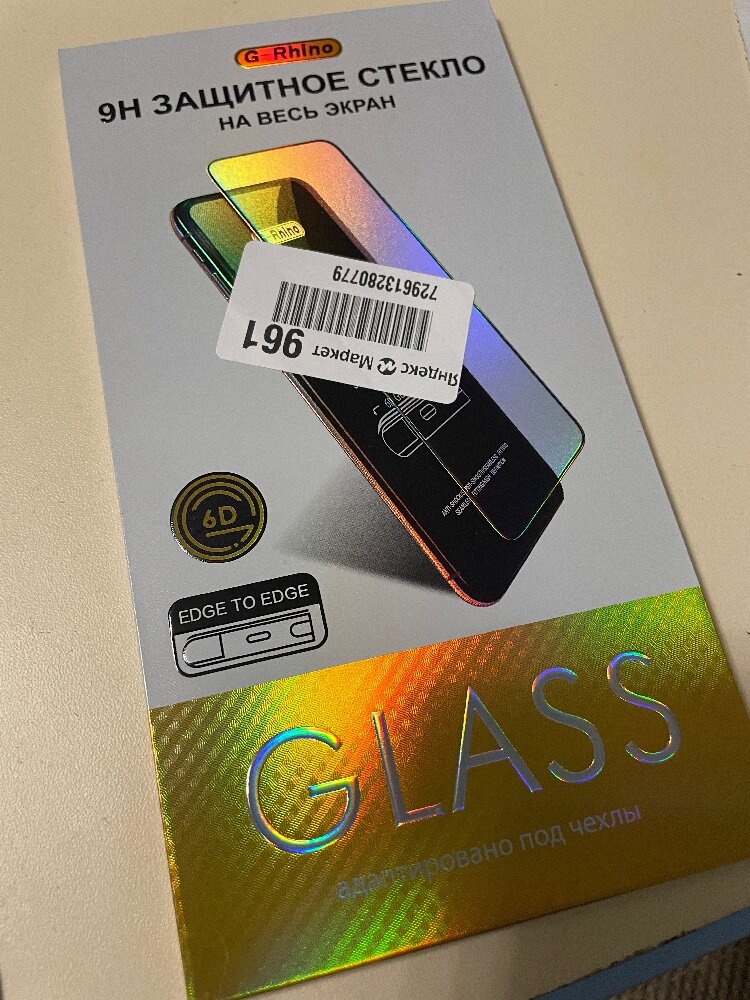 G-Rhino
9H ЗАЩИТНОЕ СТЕКЛО
НА ВЕСЬ ЭКРАН
Rhino
729613280779
961
Яндекс Маркет
6D
EDGE TO EDGE
GLASS
адаптировано под чехлы